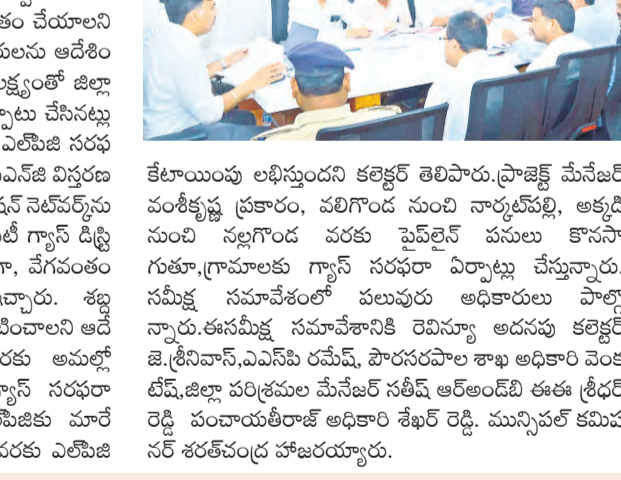 తం చేయాలని
రులను ఆదేశిం
లక్ష్యంతో జిల్లా
ర్పాటు చేసినట్లు
ఎల్‌పిజి సరఫ
ఎన్‌జి విస్తరణ
షన్ నెట్‌వర్క్‌ను
టీ గ్యాస్ డిస్ట్రి
గా, వేగవంతం
చ్చారు. శబ్ద
టించాలని ఆదే
రకు అమల్లో
గ్యాస్ సరఫరా
ల్‌పిజికు మారే
వరకు ఎల్‌పిజి
కేటాయింపు లభిస్తుందని కలెక్టర్ తెలిపారు.ప్రాజెక్ట్ మేనేజర్
వంశీకృష్ణ ప్రకారం, వలిగొండ నుంచి నార్కట్‌పల్లి, అక్కడి
నుంచి నల్లగొండ వరకు పైప్‌లైన్ పనులు కొనసా
గుతూ,గ్రామాలకు గ్యాస్ సరఫరా ఏర్పాట్లు చేస్తున్నారు.
సమీక్ష సమావేశంలో పలువురు అధికారులు పాల్గొ
న్నారు.ఈసమీక్ష సమావేశానికి రెవిన్యూ అదనపు కలెక్టర్
జె.శ్రీనివాస్,ఎఎస్‌పి రమేష్, పౌరసరపాల శాఖ అధికారి వెంక
టేష్,జిల్లా పరిశ్రమల మేనేజర్ సతీష్ ఆర్‌అండ్‌బి ఈఈ శ్రీధర్
రెడ్డి పంచాయతీరాజ్ అధికారి శేఖర్ రెడ్డి. మున్సిపల్ కమిష
నర్ శరత్‌చంద్ర హాజరయ్యారు.